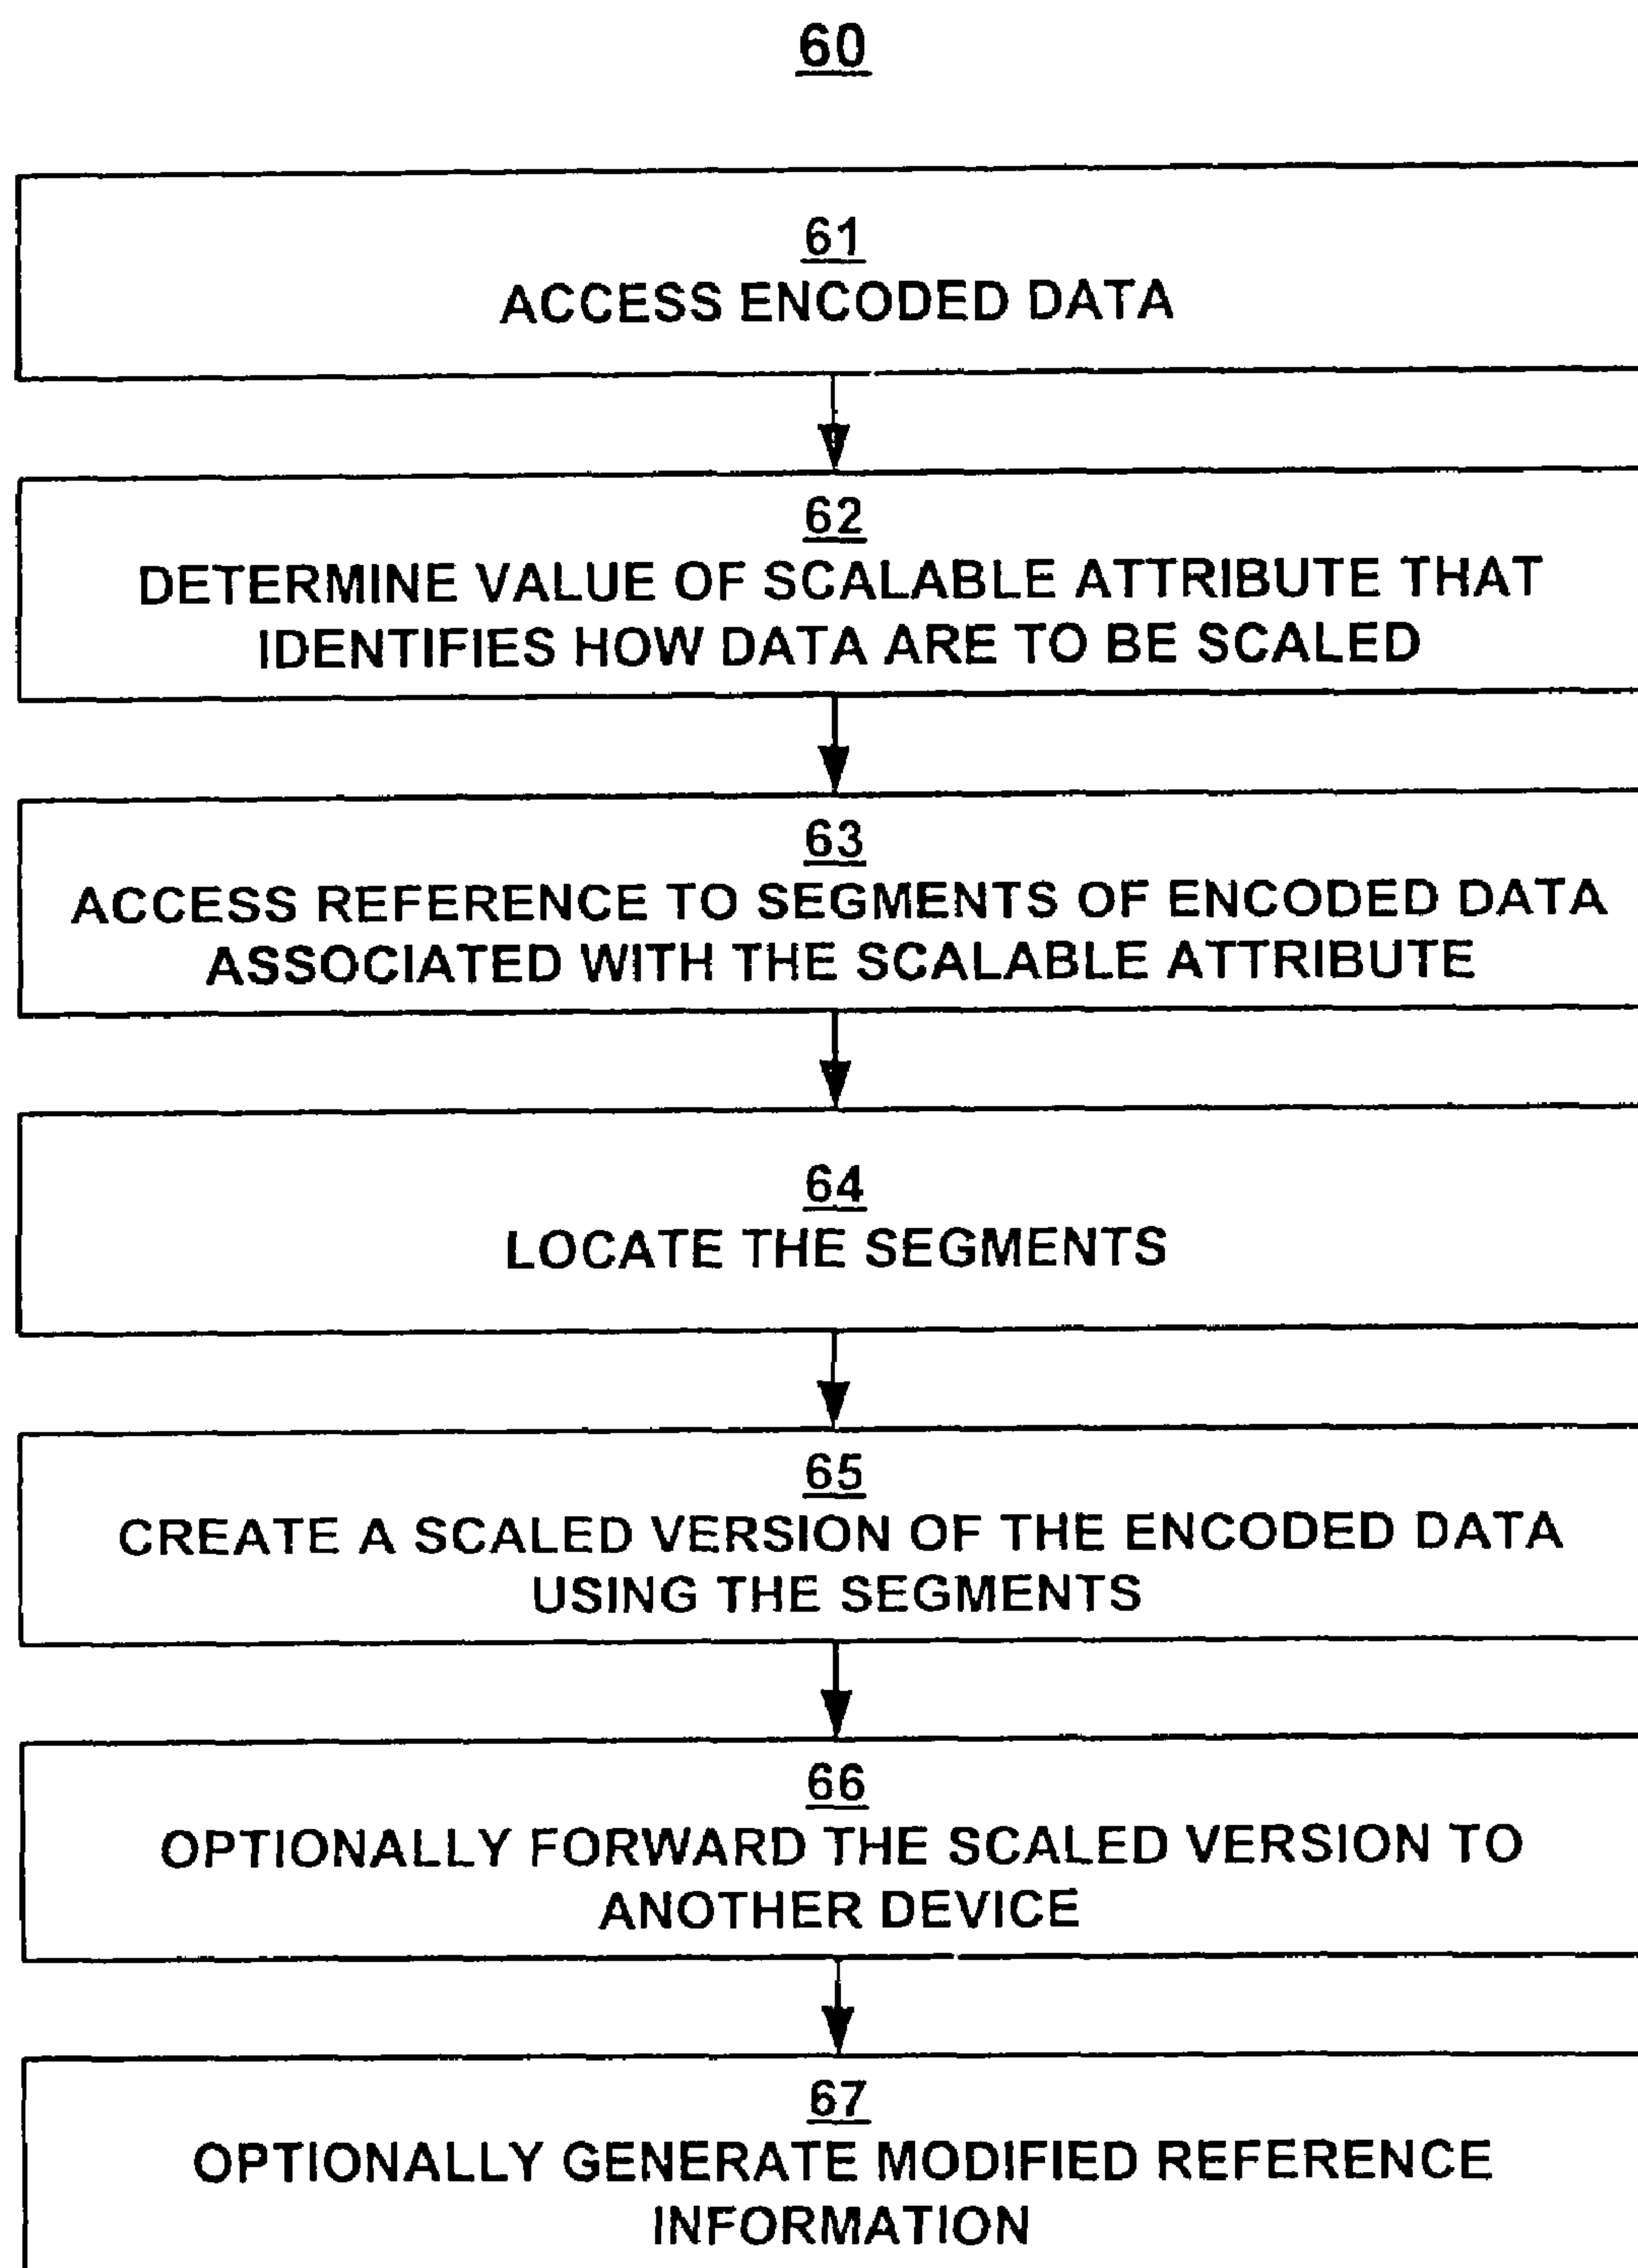 60
61
ACCESS ENCODED DATA
62
DETERMINE VALUE OF SCALABLE ATTRIBUTE THAT
IDENTIFIES HOW DATA ARE TO BE SCALED
63
ACCESS REFERENCE TO SEGMENTS OF ENCODED DATA
ASSOCIATED WITH THE SCALABLE ATTRIBUTE
64
LOCATE THE SEGMENTS
65
CREATE A SCALED VERSION OF THE ENCODED DATA
USING THE SEGMENTS
66
OPTIONALLY FORWARD THE SCALED VERSION TO
ANOTHER DEVICE
67
OPTIONALLY GENERATE MODIFIED REFERENCE
INFORMATION